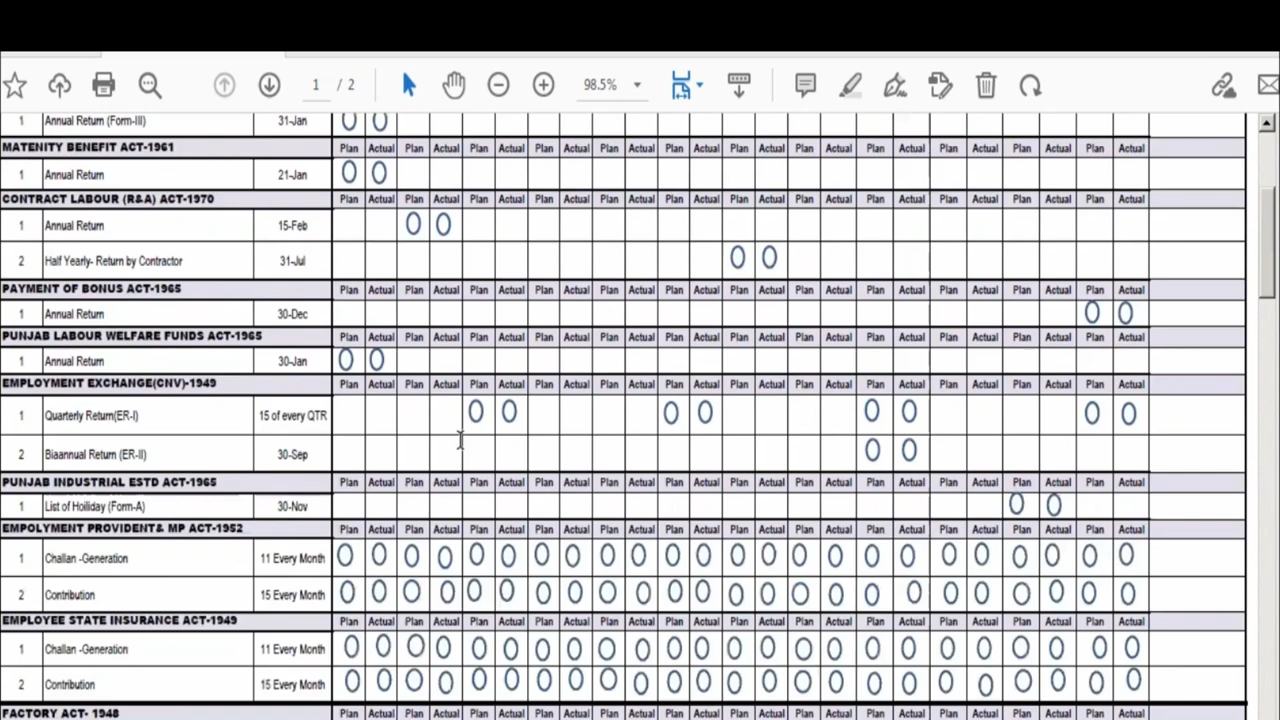 1 / 2 98.5%
1 Annual Return (Form-III) 31-Jan
MATENITY BENEFIT ACT-1961 Plan Actual Plan Actual Plan Actual Plan Actual Plan Actual Plan Actual Plan Actual Plan Actual Plan Actual Plan Actual Plan Actual Plan Actual
1 Annual Return 21-Jan
CONTRACT LABOUR (R&A) ACT-1970 Plan Actual Plan Actual Plan Actual Plan Actual Plan Actual Plan Actual Plan Actual Plan Actual Plan Actual Plan Actual Plan Actual Plan Actual
1 Annual Return 15-Feb
2 Half Yearly- Return by Contractor 31-Jul
PAYMENT OF BONUS ACT-1965 Plan Actual Plan Actual Plan Actual Plan Actual Plan Actual Plan Actual Plan Actual Plan Actual Plan Actual Plan Actual Plan Actual Plan Actual
1 Annual Return 30-Dec
PUNJAB LABOUR WELFARE FUNDS ACT-1965 Plan Actual Plan Actual Plan Actual Plan Actual Plan Actual Plan Actual Plan Actual Plan Actual Plan Actual Plan Actual Plan Actual Plan Actual
1 Annual Return 30-Jan
EMPLOYMENT EXCHANGE(CNV)-1949 Plan Actual Plan Actual Plan Actual Plan Actual Plan Actual Plan Actual Plan Actual Plan Actual Plan Actual Plan Actual Plan Actual Plan Actual
1 Quarterly Return(ER-I) 15 of every QTR
2 Biaannual Return (ER-II) 30-Sep
PUNJAB INDUSTRIAL ESTD ACT-1965 Plan Actual Plan Actual Plan Actual Plan Actual Plan Actual Plan Actual Plan Actual Plan Actual Plan Actual Plan Actual Plan Actual Plan Actual
1 List of Hoiliday (Form-A) 30-Nov
EMPOLYMENT PROVIDENT& MP ACT-1952 Plan Actual Plan Actual Plan Actual Plan Actual Plan Actual Plan Actual Plan Actual Plan Actual Plan Actual Plan Actual Plan Actual Plan Actual
1 Challan -Generation 11 Every Month
2 Contribution 15 Every Month
EMPLOYEE STATE INSURANCE ACT-1949 Plan Actual Plan Actual Plan Actual Plan Actual Plan Actual Plan Actual Plan Actual Plan Actual Plan Actual Plan Actual Plan Actual Plan Actual
1 Challan -Generation 11 Every Month
2 Contribution 15 Every Month
FACTORY ACT- 1948 Plan Actual Plan Actual Plan Actual Plan Actual Plan Actual Plan Actual Plan Actual Plan Actual Plan Actual Plan Actual Plan Actual Plan Actual